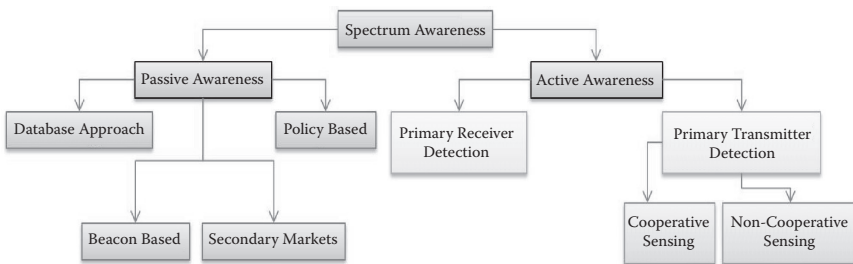 Spectrum Awareness
Passive Awareness
Active Awareness
Database Approach
Policy Based
Primary Receiver
Detection
Primary Transmitter
Detection
Beacon Based
Secondary Markets
Cooperative
Sensing
Non-Cooperative
Sensing